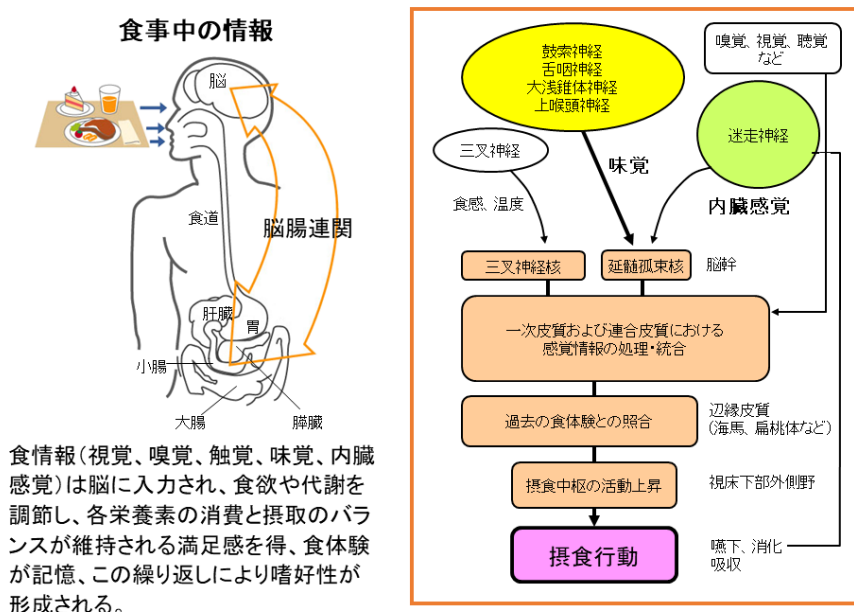 食事中の情報
脳
食道
脳腸連関
肝臓
胃
小腸
大腸
膵臓
食情報(視覚、嗅覚、触覚、味覚、内臓
感覚)は脳に入力され、食欲や代謝を
調節し、各栄養素の消費と摂取のバラ
ンスが維持される満足感を得、食体験
が記憶、この繰り返しにより嗜好性が
形成される。
鼓索神経
舌咽神経
大浅錐体神経
上喉頭神経
嗅覚、視覚、聴覚
など
三叉神経
迷走神経
味覚
食感、温度
内臓感覚
三叉神経核
延髄孤束核
脳幹
一次皮質および連合皮質における
感覚情報の処理・統合
過去の食体験との照合
辺縁皮質
(海馬、扁桃体など)
摂食中枢の活動上昇
視床下部外側野
摂食行動
嚥下、消化
吸収